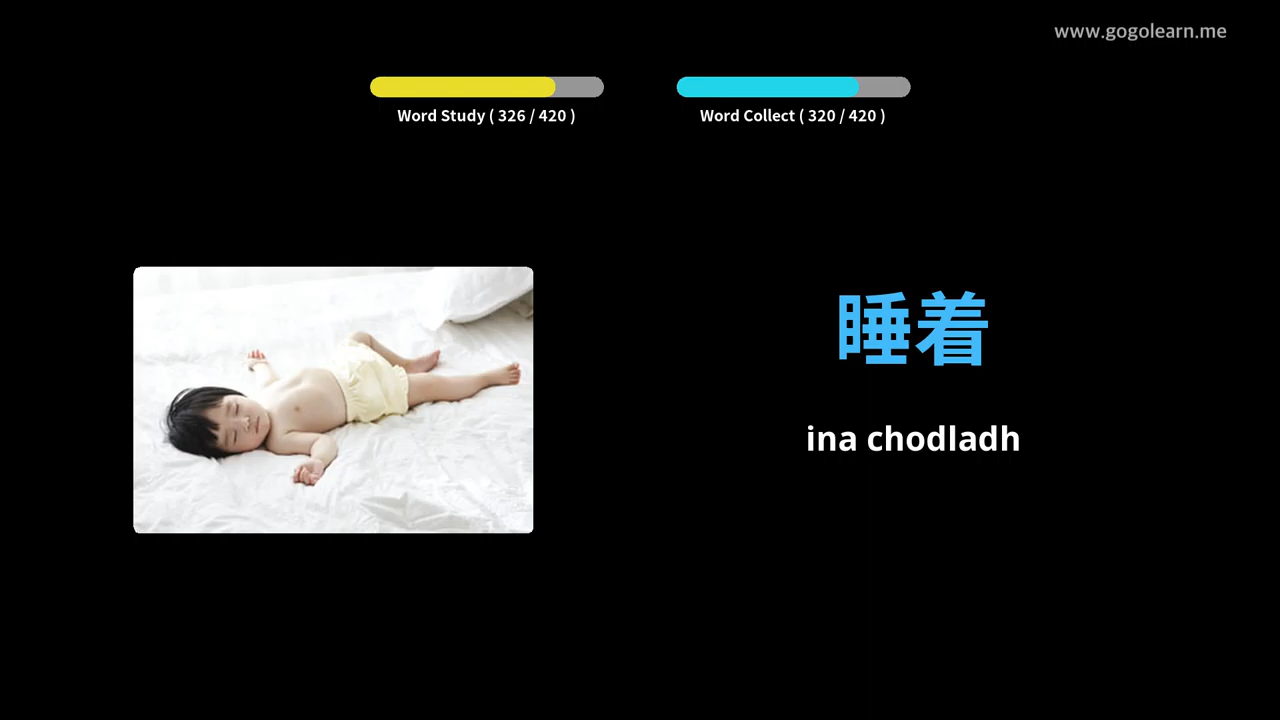 www.gogolearn.me
Word Study ( 326 / 420 )
Word Collect ( 320 / 420 )
睡着
ina chodladh